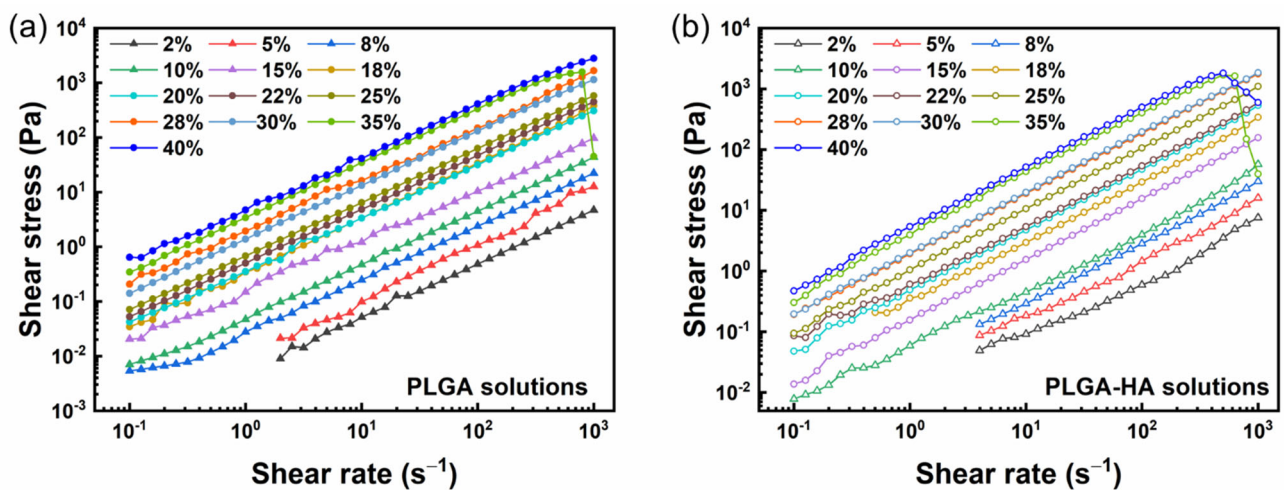 (a)
10⁴
10³
10²
10¹
10⁰
10⁻¹
10⁻²
10⁻³
Shear stress (Pa)
2% 5% 8%
10% 15% 18%
20% 22% 25%
28% 30% 35%
40%
PLGA solutions
10⁻¹ 10⁰ 10¹ 10² 10³
Shear rate (s⁻¹)
(b)
10⁴
10³
10²
10¹
10⁰
10⁻¹
10⁻²
Shear stress (Pa)
2% 5% 8%
10% 15% 18%
20% 22% 25%
28% 30% 35%
40%
PLGA-HA solutions
10⁻¹ 10⁰ 10¹ 10² 10³
Shear rate (s⁻¹)